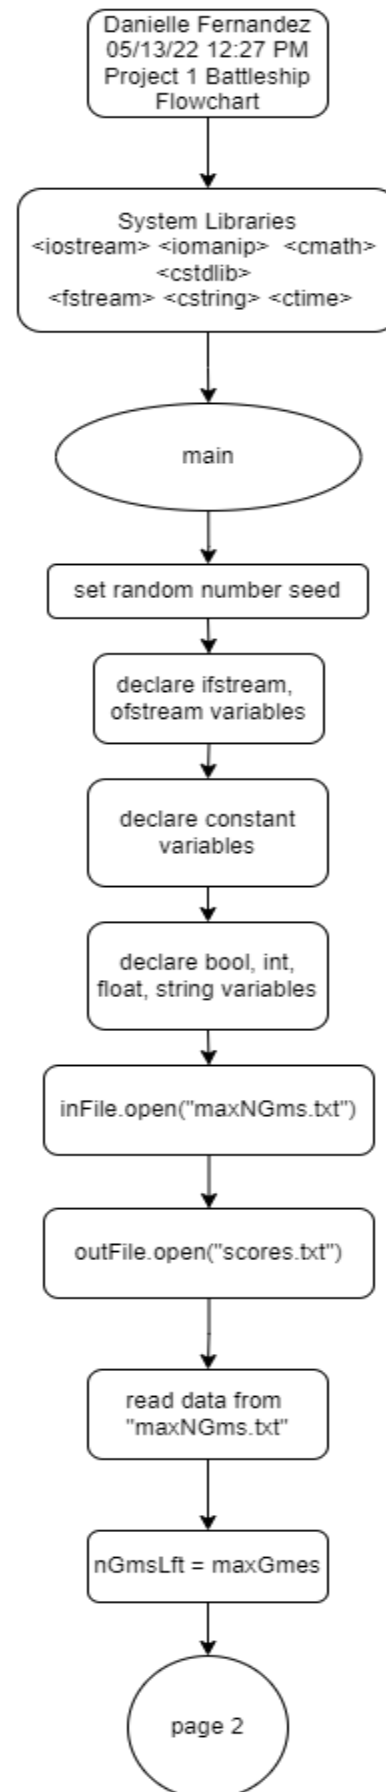 Danielle Fernandez
05/13/22 12:27 PM
Project 1 Battleship
Flowchart
System Libraries
<iostream> <iomanip> <cmath>
<cstdlib>
<fstream> <cstring> <ctime>
main
set random number seed
declare ifstream,
ofstream variables
declare constant
variables
declare bool, int,
float, string variables
inFile.open("maxNGms.txt")
outFile.open("scores.txt")
read data from
"maxNGms.txt"
nGmsLft = maxGmes
page 2